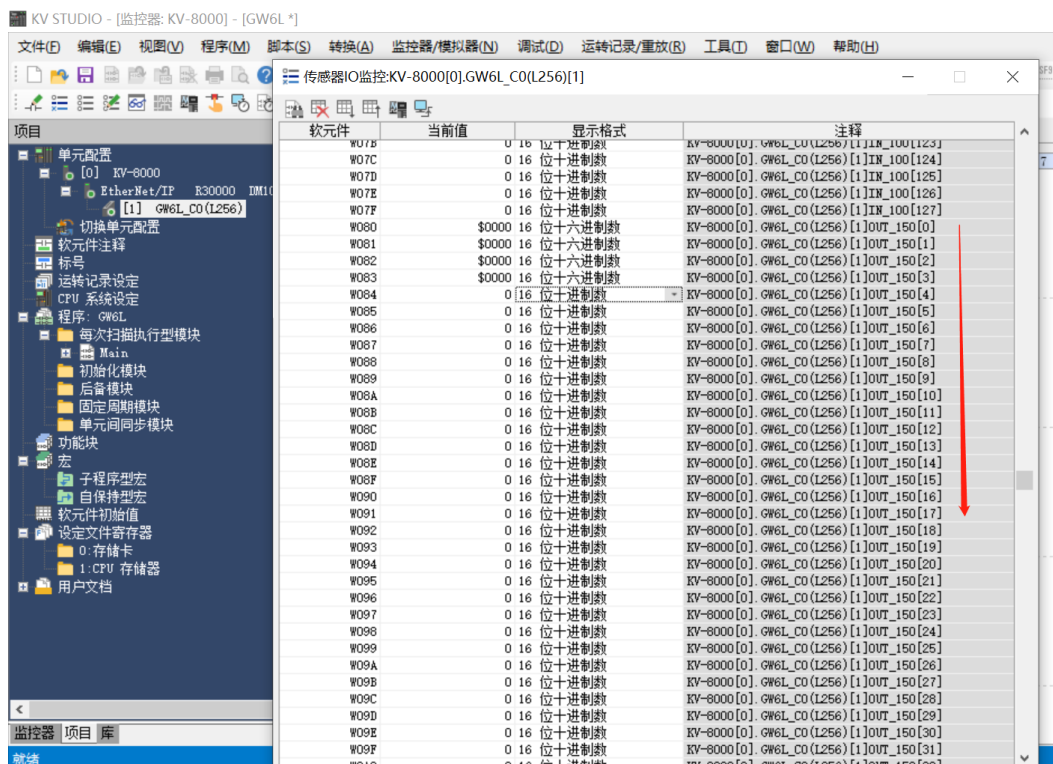 KV STUDIO - [监控器: KV-8000] - [GW6L *]
文件(F) 编辑(E) 视图(V) 程序(M) 脚本(S) 转换(A) 监控器/模拟器(N) 调试(D) 运转记录/重放(R) 工具(T) 窗口(W) 帮助(H)
传感器IO监控:KV-8000[0].GW6L_C0(L256)[1]
项目
单元配置
[0] KV-8000
EtherNet/IP R30000 DM10
[1] GW6L_C0(L256)
切换单元配置
软元件注释
标号
运转记录设定
CPU 系统设定
程序: GW6L
每次扫描执行型模块
Main
初始化模块
后备模块
固定周期模块
单元间同步模块
功能块
宏
子程序型宏
自保持型宏
软元件初始值
设定文件寄存器
0:存储卡
1:CPU 存储器
用户文档
监控器 项目 库
就绪
软元件 当前值 显示格式 注释
W07B 0 16 位十进制数 KV-8000[0].GW6L_C0(L256)[1]IN_100[123]
W07C 0 16 位十进制数 KV-8000[0].GW6L_C0(L256)[1]IN_100[124]
W07D 0 16 位十进制数 KV-8000[0].GW6L_C0(L256)[1]IN_100[125]
W07E 0 16 位十进制数 KV-8000[0].GW6L_C0(L256)[1]IN_100[126]
W07F 0 16 位十进制数 KV-8000[0].GW6L_C0(L256)[1]IN_100[127]
W080 $0000 16 位十六进制数 KV-8000[0].GW6L_C0(L256)[1]OUT_150[0]
W081 $0000 16 位十六进制数 KV-8000[0].GW6L_C0(L256)[1]OUT_150[1]
W082 $0000 16 位十六进制数 KV-8000[0].GW6L_C0(L256)[1]OUT_150[2]
W083 $0000 16 位十六进制数 KV-8000[0].GW6L_C0(L256)[1]OUT_150[3]
W084 0 16 位十进制数 KV-8000[0].GW6L_C0(L256)[1]OUT_150[4]
W085 0 16 位十进制数 KV-8000[0].GW6L_C0(L256)[1]OUT_150[5]
W086 0 16 位十进制数 KV-8000[0].GW6L_C0(L256)[1]OUT_150[6]
W087 0 16 位十进制数 KV-8000[0].GW6L_C0(L256)[1]OUT_150[7]
W088 0 16 位十进制数 KV-8000[0].GW6L_C0(L256)[1]OUT_150[8]
W089 0 16 位十进制数 KV-8000[0].GW6L_C0(L256)[1]OUT_150[9]
W08A 0 16 位十进制数 KV-8000[0].GW6L_C0(L256)[1]OUT_150[10]
W08B 0 16 位十进制数 KV-8000[0].GW6L_C0(L256)[1]OUT_150[11]
W08C 0 16 位十进制数 KV-8000[0].GW6L_C0(L256)[1]OUT_150[12]
W08D 0 16 位十进制数 KV-8000[0].GW6L_C0(L256)[1]OUT_150[13]
W08E 0 16 位十进制数 KV-8000[0].GW6L_C0(L256)[1]OUT_150[14]
W08F 0 16 位十进制数 KV-8000[0].GW6L_C0(L256)[1]OUT_150[15]
W090 0 16 位十进制数 KV-8000[0].GW6L_C0(L256)[1]OUT_150[16]
W091 0 16 位十进制数 KV-8000[0].GW6L_C0(L256)[1]OUT_150[17]
W092 0 16 位十进制数 KV-8000[0].GW6L_C0(L256)[1]OUT_150[18]
W093 0 16 位十进制数 KV-8000[0].GW6L_C0(L256)[1]OUT_150[19]
W094 0 16 位十进制数 KV-8000[0].GW6L_C0(L256)[1]OUT_150[20]
W095 0 16 位十进制数 KV-8000[0].GW6L_C0(L256)[1]OUT_150[21]
W096 0 16 位十进制数 KV-8000[0].GW6L_C0(L256)[1]OUT_150[22]
W097 0 16 位十进制数 KV-8000[0].GW6L_C0(L256)[1]OUT_150[23]
W098 0 16 位十进制数 KV-8000[0].GW6L_C0(L256)[1]OUT_150[24]
W099 0 16 位十进制数 KV-8000[0].GW6L_C0(L256)[1]OUT_150[25]
W09A 0 16 位十进制数 KV-8000[0].GW6L_C0(L256)[1]OUT_150[26]
W09B 0 16 位十进制数 KV-8000[0].GW6L_C0(L256)[1]OUT_150[27]
W09C 0 16 位十进制数 KV-8000[0].GW6L_C0(L256)[1]OUT_150[28]
W09D 0 16 位十进制数 KV-8000[0].GW6L_C0(L256)[1]OUT_150[29]
W09E 0 16 位十进制数 KV-8000[0].GW6L_C0(L256)[1]OUT_150[30]
W09F 0 16 位十进制数 KV-8000[0].GW6L_C0(L256)[1]OUT_150[31]
7